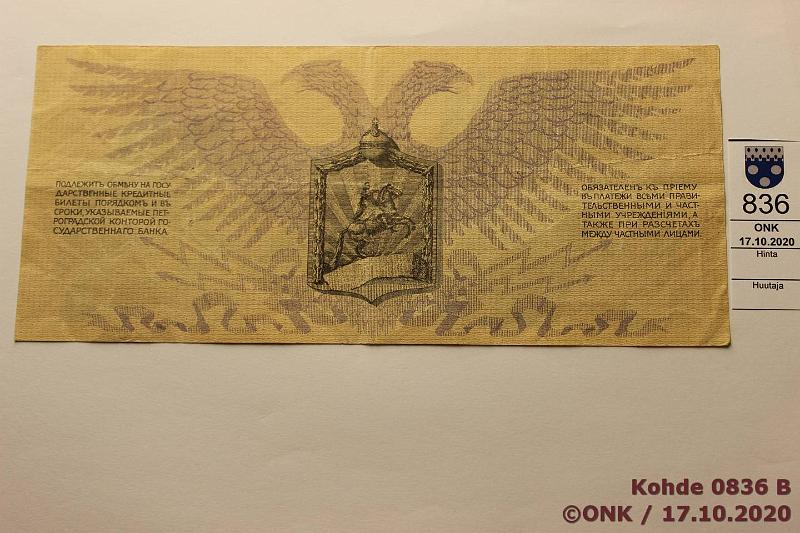 ПОДЛЕЖИТЪ ОБМѢНУ НА ГОСУ
ДАРСТВЕННЫЕ КРЕДИТНЫЕ
БИЛЕТЫ ПОРЯДКОМЪ И ВЪ
СРОКИ, УКАЗЫВАЕМЫЕ ПЕТ-
РОГРАДСКОЙ КОНТОРОЙ ГО
СУДАРСТВЕННАГО БАНКА
ОБЯЗАТЕЛЕНЪ КЪ ПРІЕМУ
ВЪ ПЛАТЕЖИ ВСѢМИ ПРАВИ-
ТЕЛЬСТВЕННЫМИ И ЧАСТ-
НЫМИ УЧРЕЖДЕНІЯМИ, А
ТАКЖЕ ПРИ РАЗСЧЕТАХЪ
МЕЖДУ ЧАСТНЫМИ ЛИЦАМИ.
836
ONK
17.10.2020
Hinta
Huutaja
Kohde 0836 B
©ONK / 17.10.2020